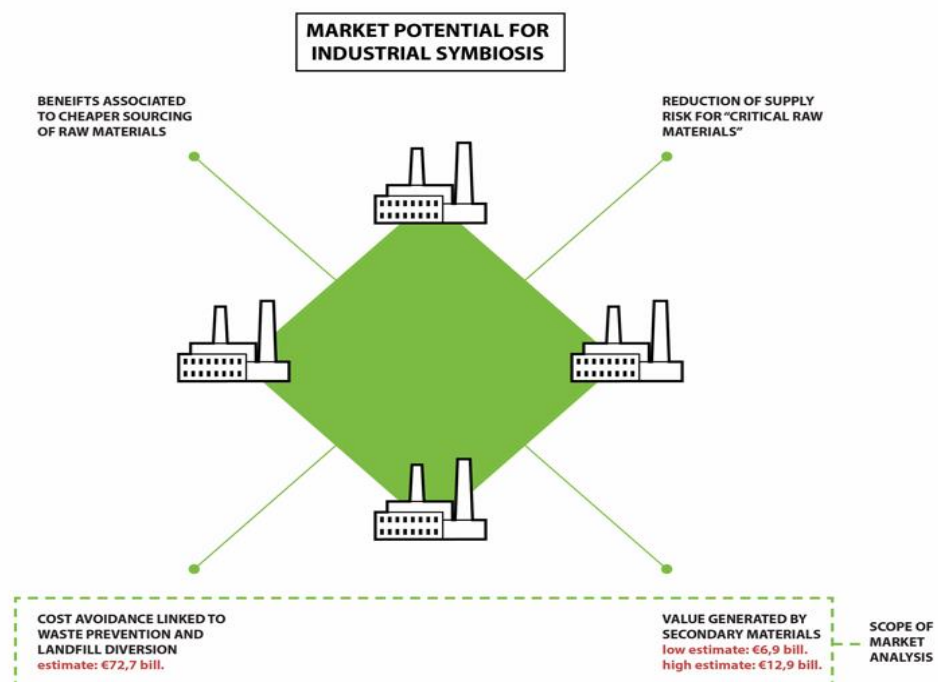 MARKET POTENTIAL FOR
INDUSTRIAL SYMBIOSIS
BENEIFTS ASSOCIATED
TO CHEAPER SOURCING
OF RAW MATERIALS
REDUCTION OF SUPPLY
RISK FOR “CRITICAL RAW
MATERIALS”
COST AVOIDANCE LINKED TO
WASTE PREVENTION AND
LANDFILL DIVERSION
estimate: €72,7 bill.
VALUE GENERATED BY
SECONDARY MATERIALS
low estimate: €6,9 bill.
high estimate: €12,9 bill.
SCOPE OF
MARKET
ANALYSIS